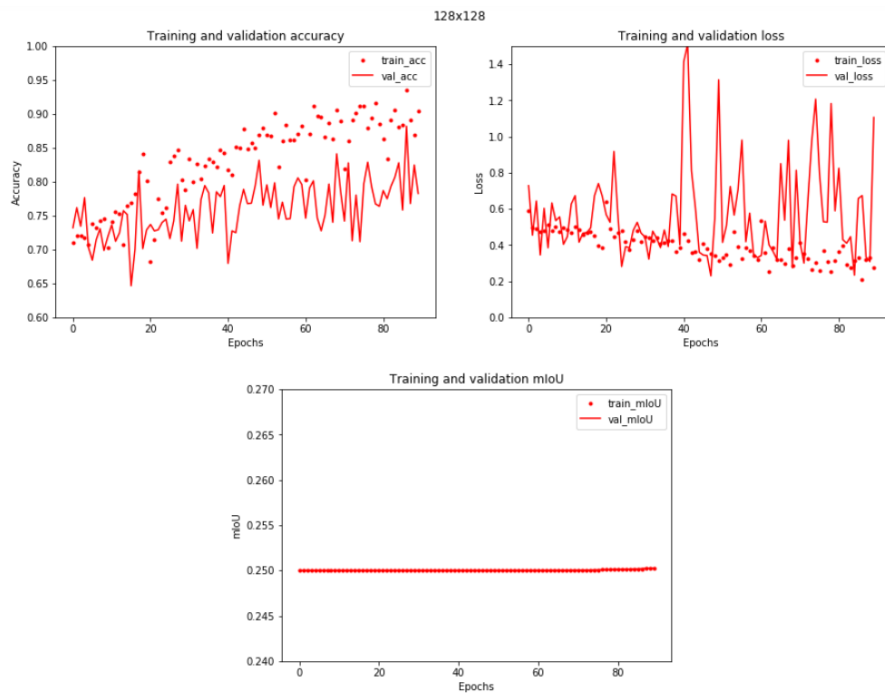 128x128
Training and validation accuracy
1.00
0.95
0.90
0.85
0.80
0.75
0.70
0.65
0.60
Accuracy
train_acc
val_acc
0 20 40 60 80
Epochs
Training and validation loss
1.4
1.2
1.0
0.8
0.6
0.4
0.2
0.0
Loss
train_loss
val_loss
0 20 40 60 80
Epochs
Training and validation mIoU
0.270
0.265
0.260
0.255
0.250
0.245
0.240
mIoU
train_mIoU
val_mIoU
0 20 40 60 80
Epochs